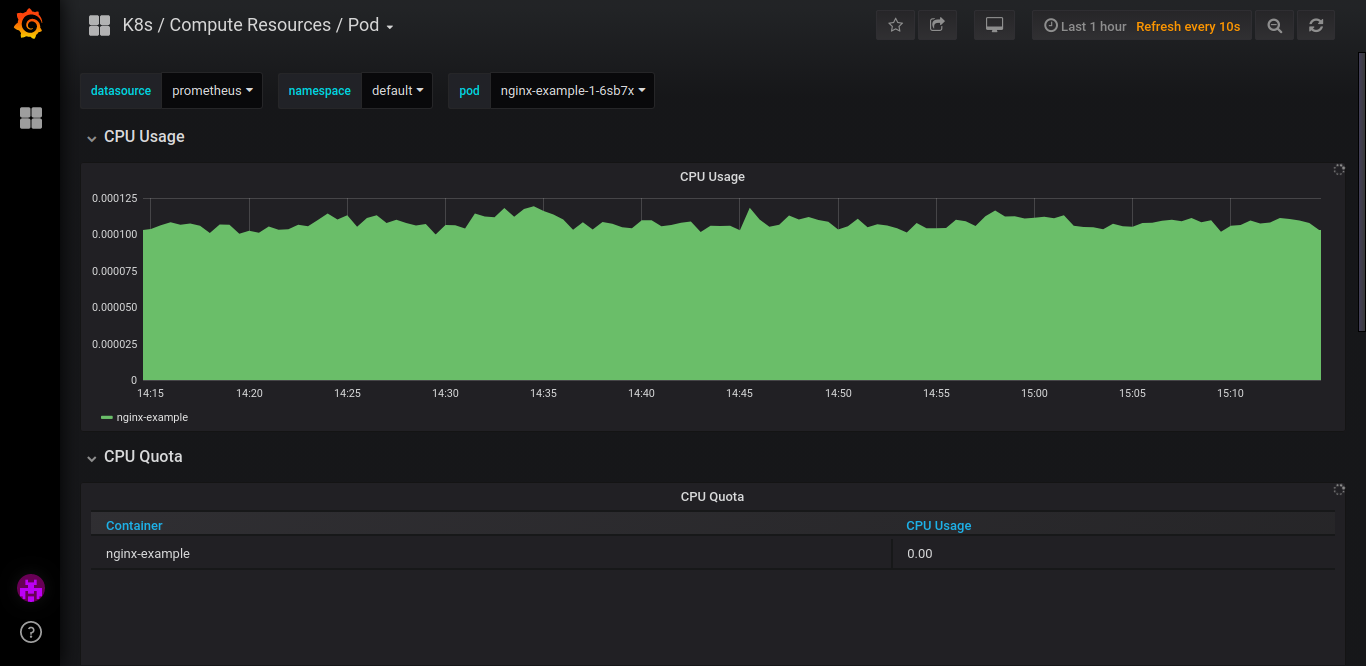 K8s / Compute Resources / Pod
Last 1 hour Refresh every 10s
datasource prometheus namespace default pod nginx-example-1-6sb7x
CPU Usage
CPU Usage
0.000125
0.000100
0.000075
0.000050
0.000025
0
14:15 14:20 14:25 14:30 14:35 14:40 14:45 14:50 14:55 15:00 15:05 15:10
nginx-example
CPU Quota
CPU Quota
Container CPU Usage
nginx-example 0.00
?